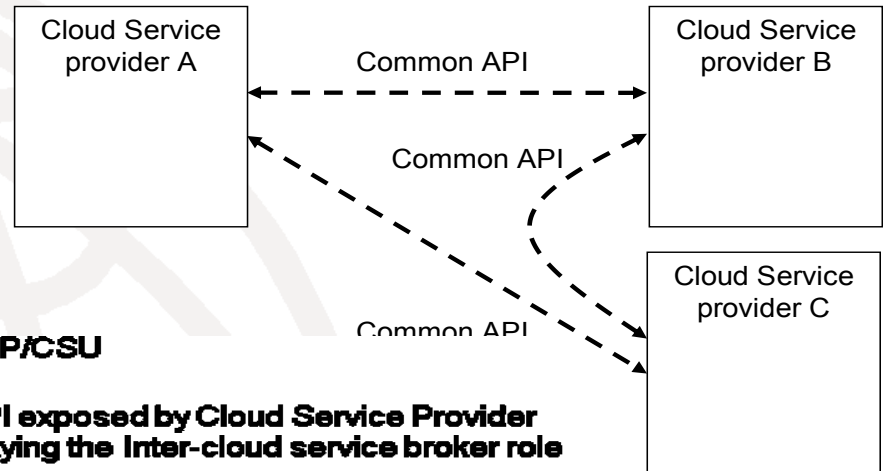 Cloud Service
provider A
Common API
Cloud Service
provider B
Common API
Cloud Service
provider C
Common API
P/CSU
I exposed by Cloud Service Provider
ying the Inter-cloud service broker role